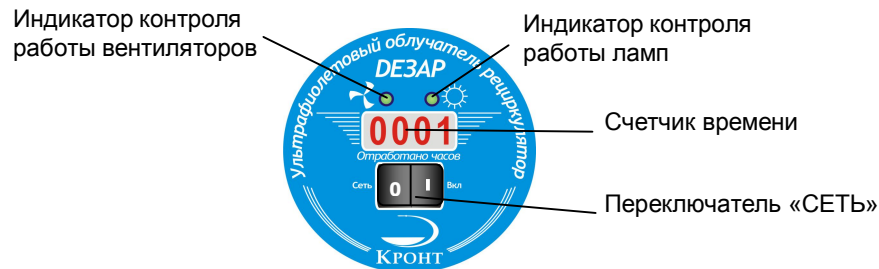 Индикатор контроля
работы вентиляторов
Индикатор контроля
работы ламп
Ультрафиолетовый облучатель рециркулятор
DЕЗАР
0001
Отработано часов
Счетчик времени
Сеть 0 I Вкл
Переключатель «СЕТЬ»
КРОНТ